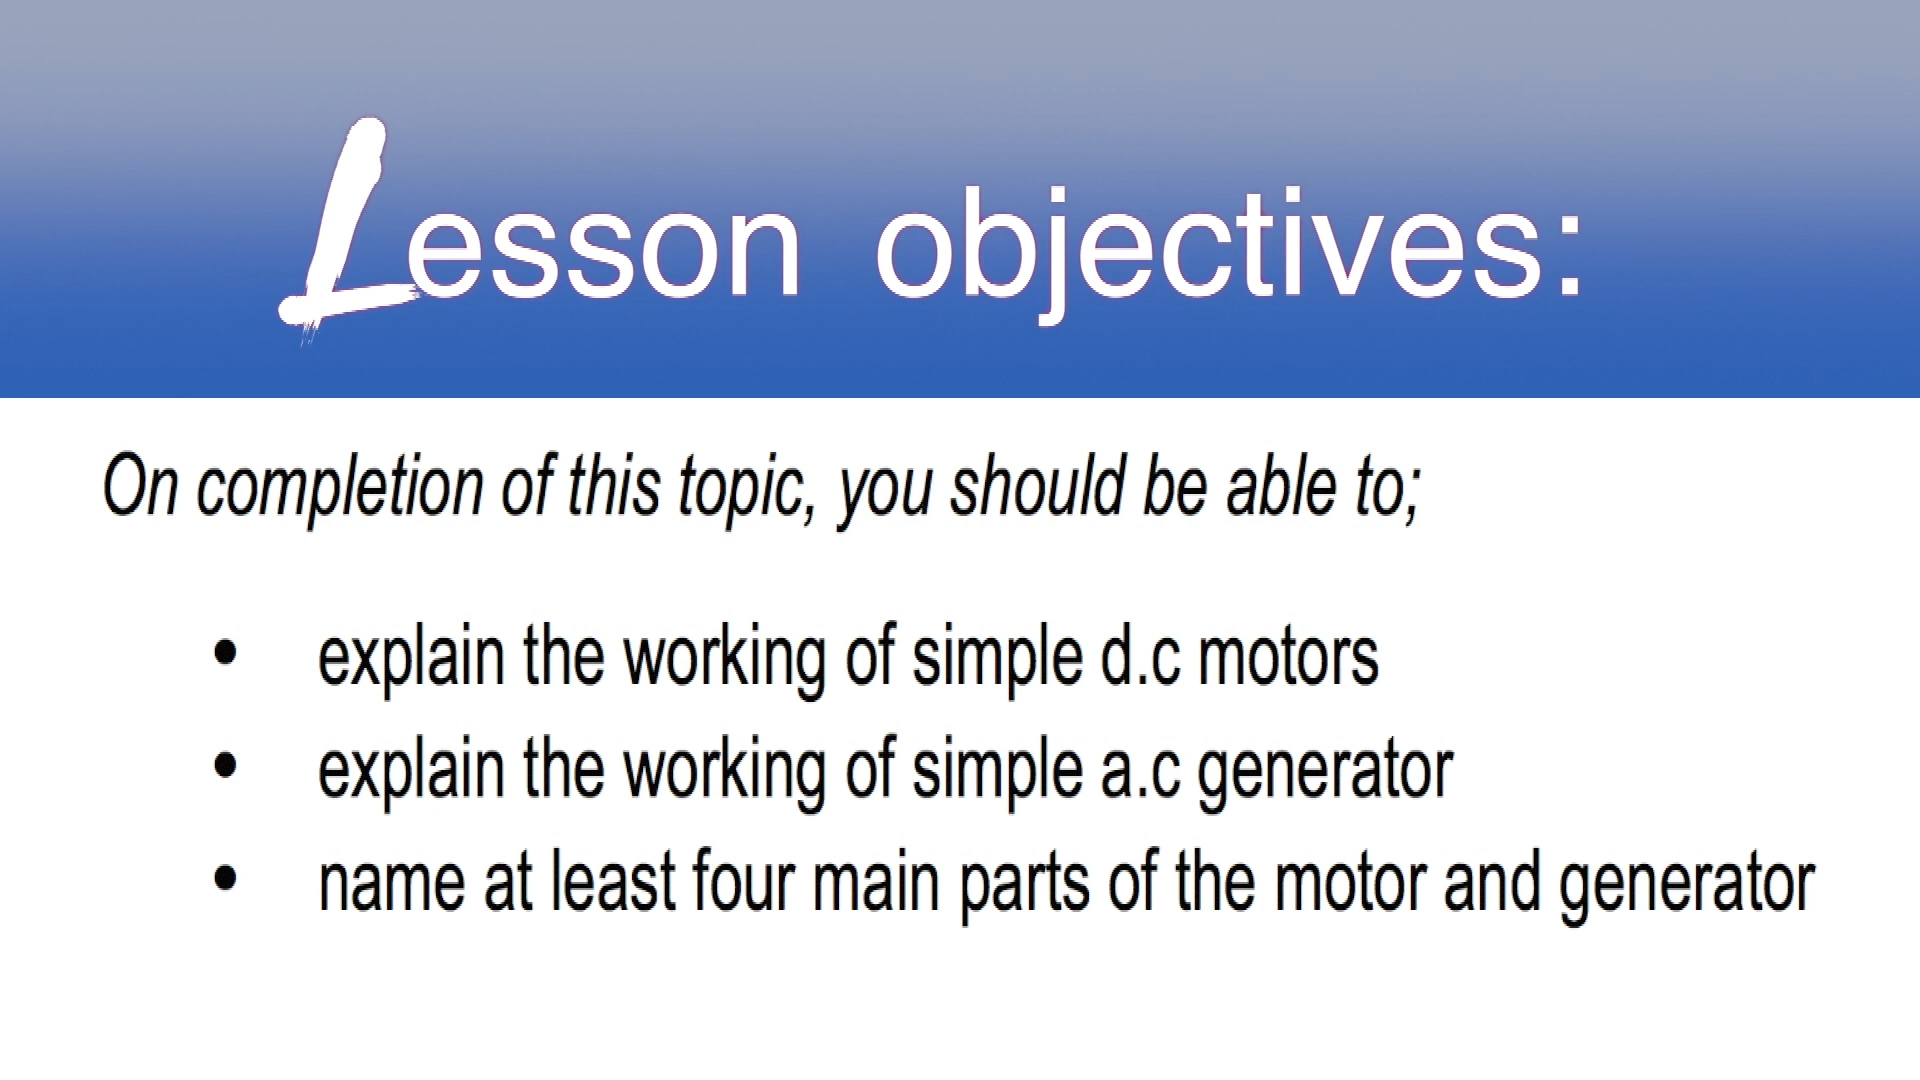 Lesson objectives:
On completion of this topic, you should be able to;
• explain the working of simple d.c motors
• explain the working of simple a.c generator
• name at least four main parts of the motor and generator